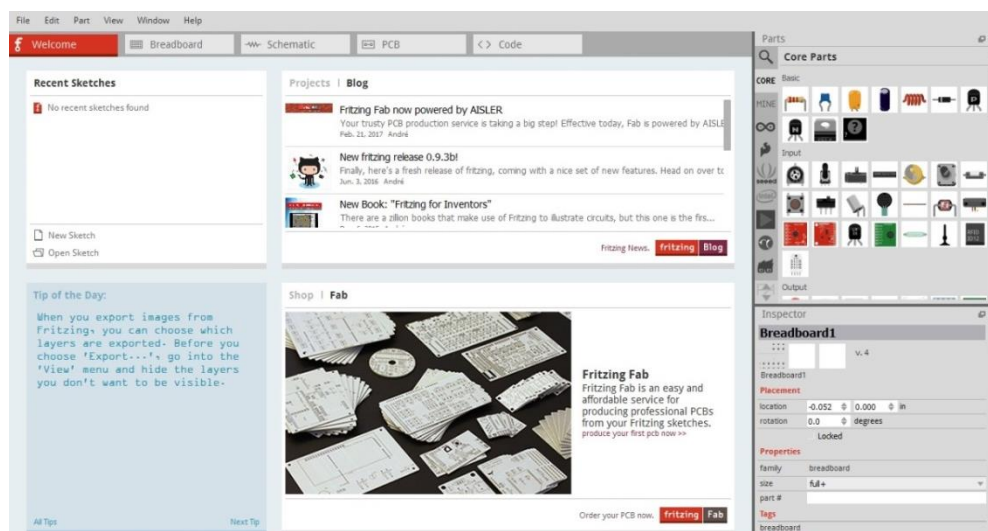 File Edit Part View Window Help
Welcome Breadboard Schematic PCB Code
Recent Sketches
No recent sketches found
New Sketch
Open Sketch
Projects | Blog
Fritzing Fab now powered by AISLER
Your trusty PCB production service is taking a big step! Effective today, Fab is powered by AISLE
Feb. 21, 2017 André
New fritzing release 0.9.3b!
Finally, here's a fresh release of fritzing, coming with a nice set of new features. Head on over to
Jun. 3, 2016 André
New Book: "Fritzing for Inventors"
There are a zillion books that make use of Fritzing to illustrate circuits, but this one is the firs...
Fritzing News. fritzing Blog
Tip of the Day:
When you export images from
Fritzing, you can choose which
layers are exported. Before you
choose 'Export...', go into the
'View' menu and hide the layers
you don't want to be visible.
All Tips Next Tip
Shop | Fab
Fritzing Fab
Fritzing Fab is an easy and
affordable service for
producing professional PCBs
from your Fritzing sketches.
produce your first pcb now >>
Order your PCB now. fritzing Fab
Parts
Core Parts
CORE
MINE
Basic
Input
Output
Inspector
Breadboard1
v. 4
Breadboard1
Placement
location -0.052 0.000 in
rotation 0.0 degrees
Locked
Properties
family breadboard
size full+
part #
Tags
breadboard